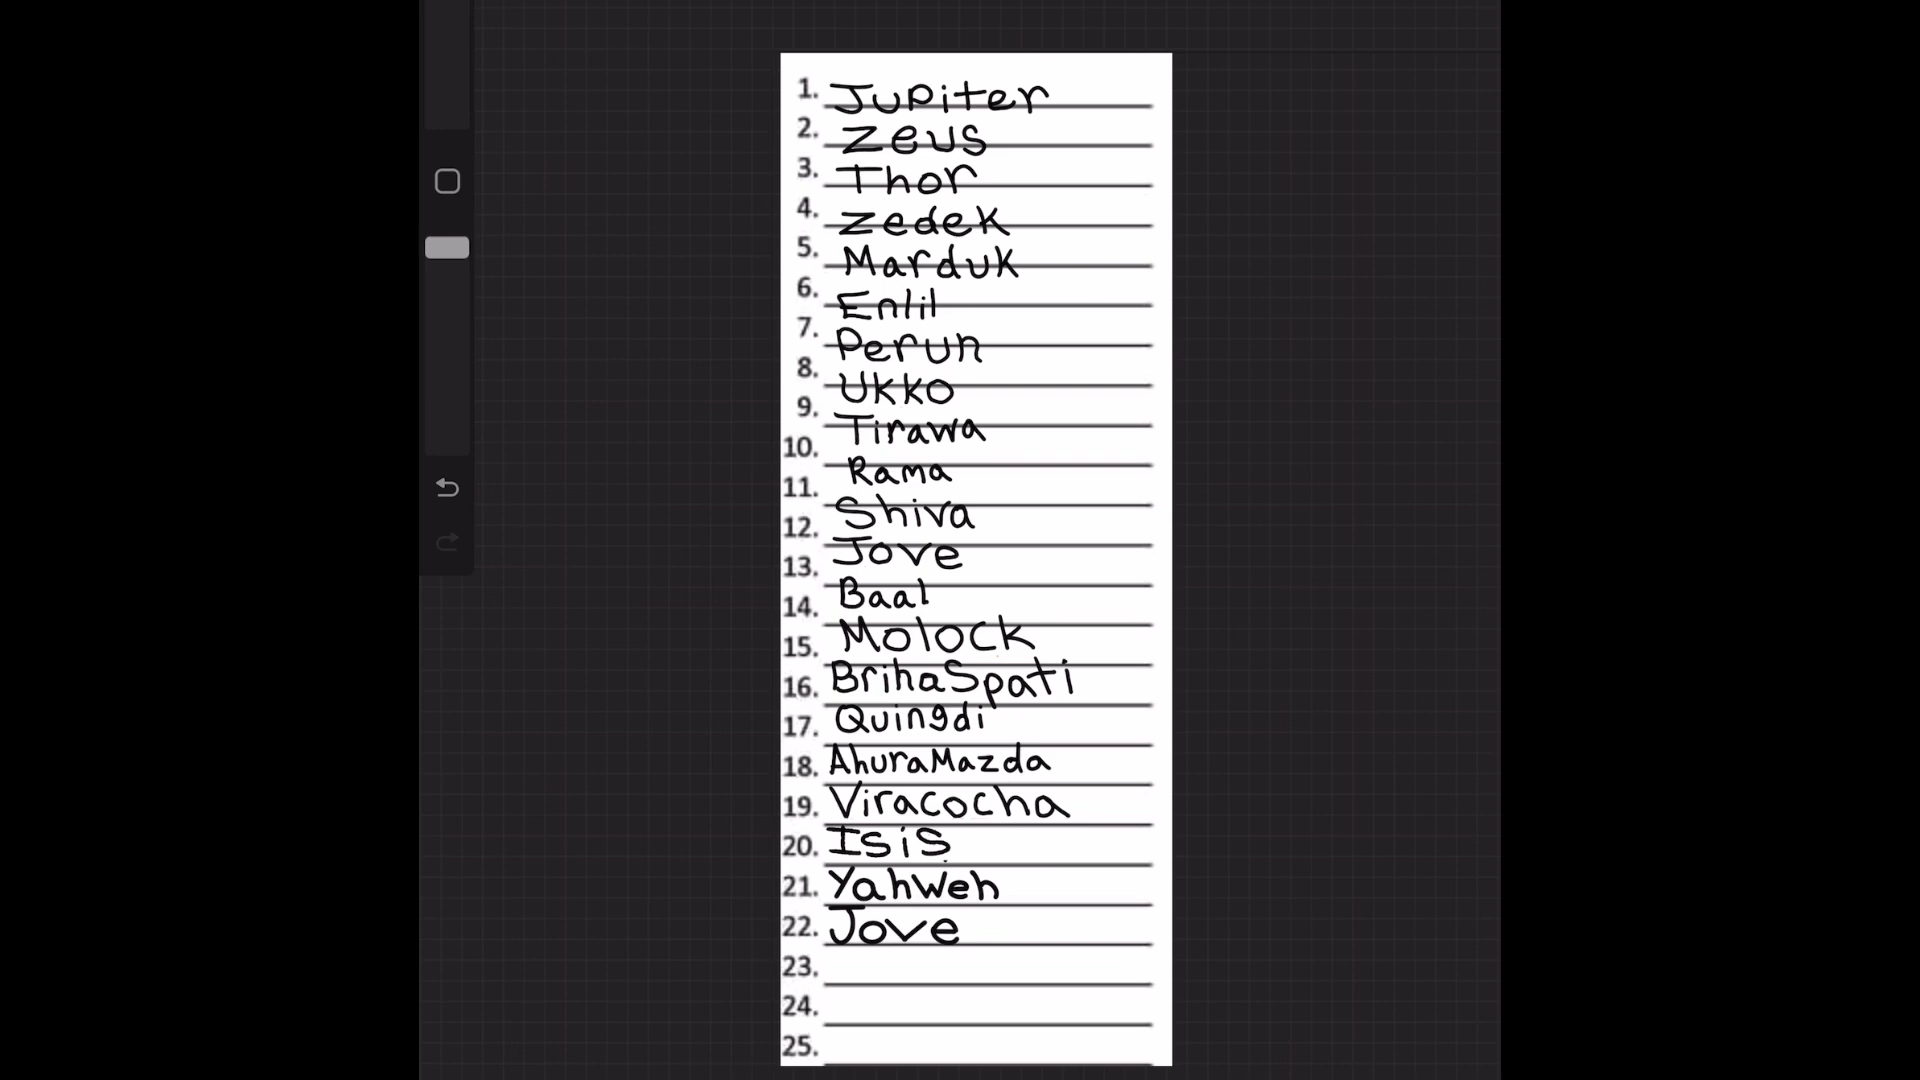 1. Jupiter
2. Zeus
3. Thor
4. Zedek
5. Marduk
6. Enlil
7. Perun
8.
9. Ukko
10. Tirawa
11. Rama
12. Shiva
13. Jove
14. Baal
15. Molock
16. BrihaSpati
17. Quingdi
18. AhuraMazda
19. Viracocha
20. Isis
21. Yahweh
22. Jove
23.
24.
25.